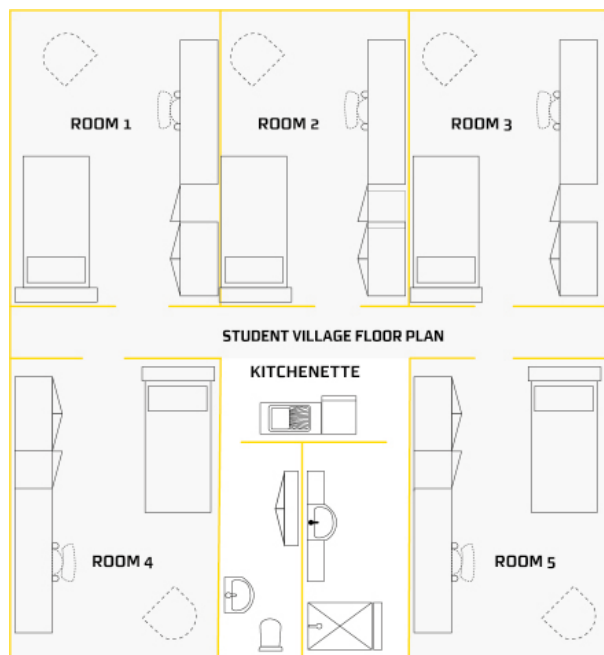 ROOM 1
ROOM 2
ROOM 3
STUDENT VILLAGE FLOOR PLAN
KITCHENETTE
ROOM 4
ROOM 5